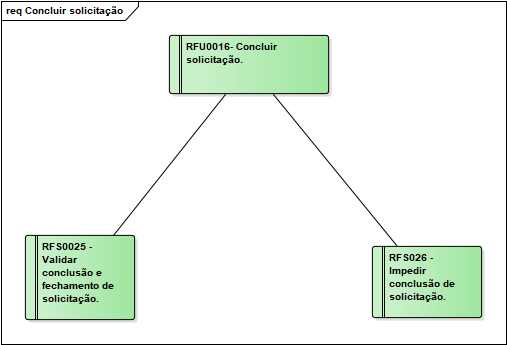 req Concluir solicitação
RFU0016- Concluir
solicitação.
RFS0025 -
Validar
conclusão e
fechamento de
solicitação.
RFS026 -
Impedir
conclusão de
solicitação.